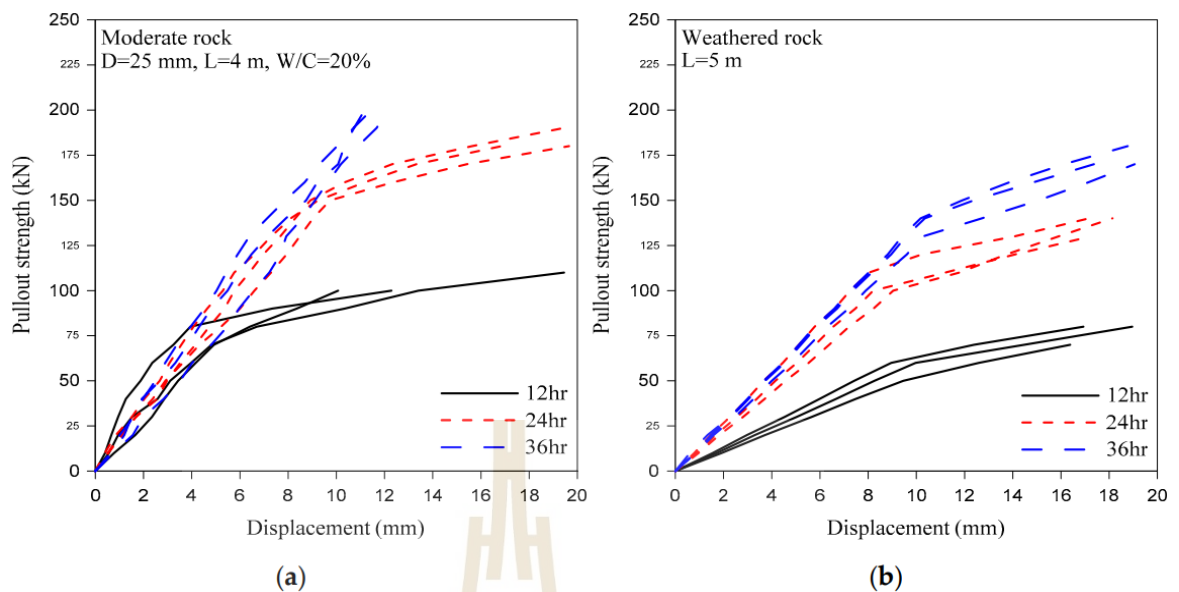 250
225
200
175
150
125
100
75
50
25
0
Pullout strength (kN)
Moderate rock
D=25 mm, L=4 m, W/C=20%
12hr
24hr
36hr
0 2 4 6 8 10 12 14 16 18 20
Displacement (mm)
(a)
250
225
200
175
150
125
100
75
50
25
0
Pullout strength (kN)
Weathered rock
L=5 m
12hr
24hr
36hr
0 2 4 6 8 10 12 14 16 18 20
Displacement (mm)
(b)